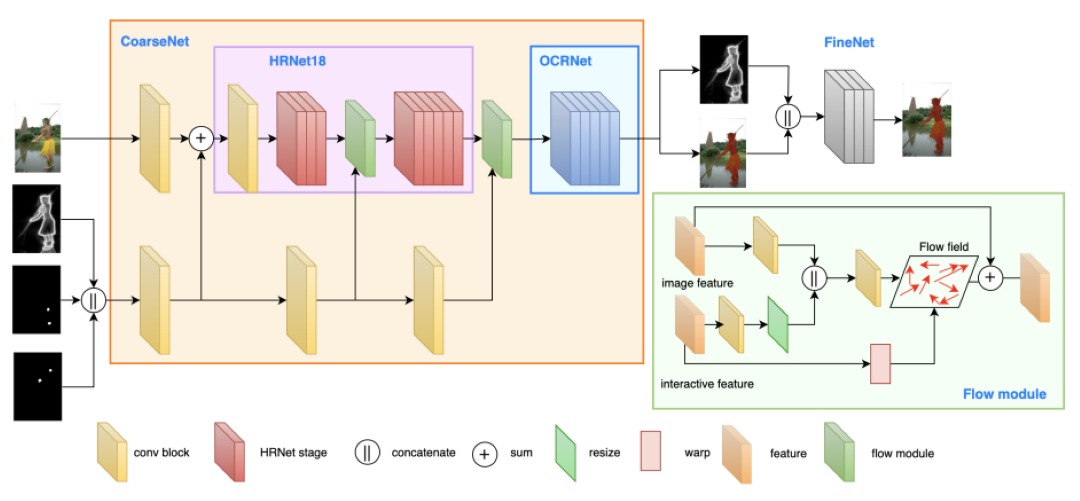 CoarseNet
HRNet18
OCRNet
FineNet
Flow field
image feature
interactive feature
Flow module
conv block
HRNet stage
concatenate
sum
resize
warp
feature
flow module